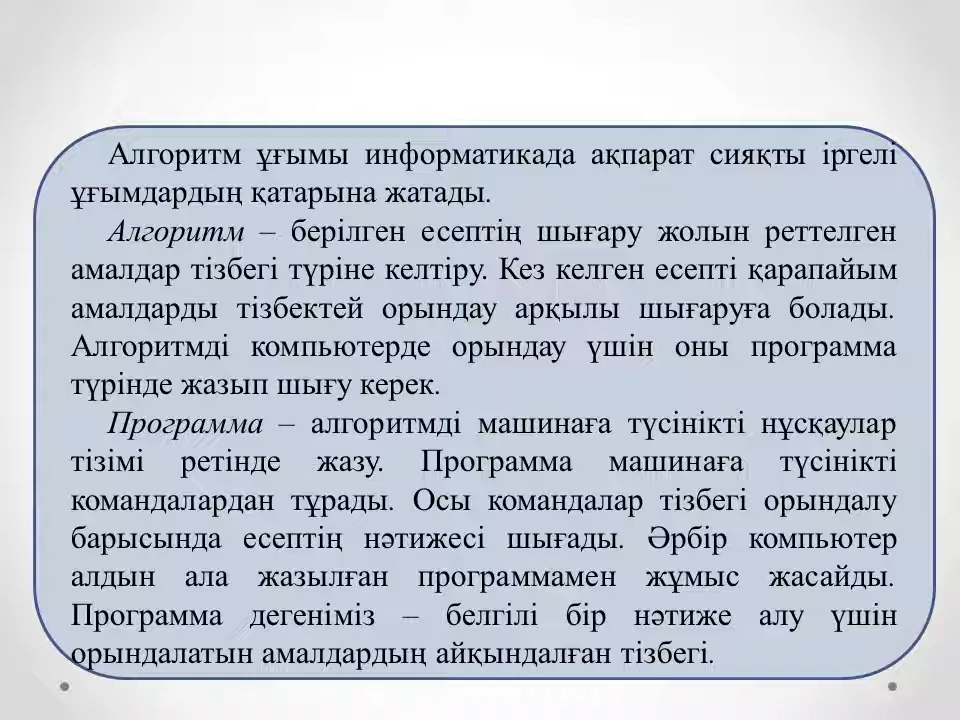 Алгоритм ұғымы информатикада ақпарат сияқты іргелі
ұғымдардың қатарына жатады.
Алгоритм – берілген есептің шығару жолын реттелген
амалдар тізбегі түріне келтіру. Кез келген есепті қарапайым
амалдарды тізбектей орындау арқылы шығаруға болады.
Алгоритмді компьютерде орындау үшін оны программа
түрінде жазып шығу керек.
Программа – алгоритмді машинаға түсінікті нұсқаулар
тізімі ретінде жазу. Программа машинаға түсінікті
командалардан тұрады. Осы командалар тізбегі орындалу
барысында есептің нәтижесі шығады. Әрбір компьютер
алдын ала жазылған программамен жұмыс жасайды.
Программа дегеніміз – белгілі бір нәтиже алу үшін
орындалатын амалдардың айқындалған тізбегі.